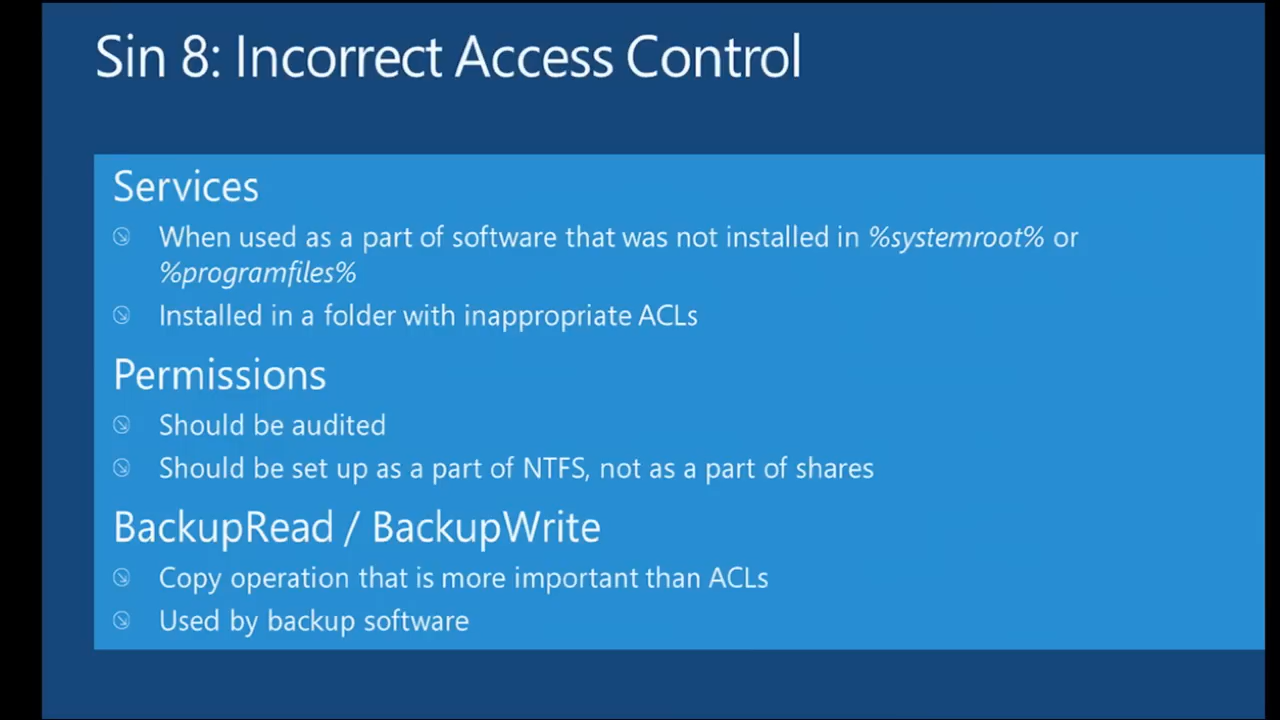 Sin 8: Incorrect Access Control
Services
When used as a part of software that was not installed in %systemroot% or
%programfiles%
Installed in a folder with inappropriate ACLs
Permissions
Should be audited
Should be set up as a part of NTFS, not as a part of shares
BackupRead / BackupWrite
Copy operation that is more important than ACLs
Used by backup software